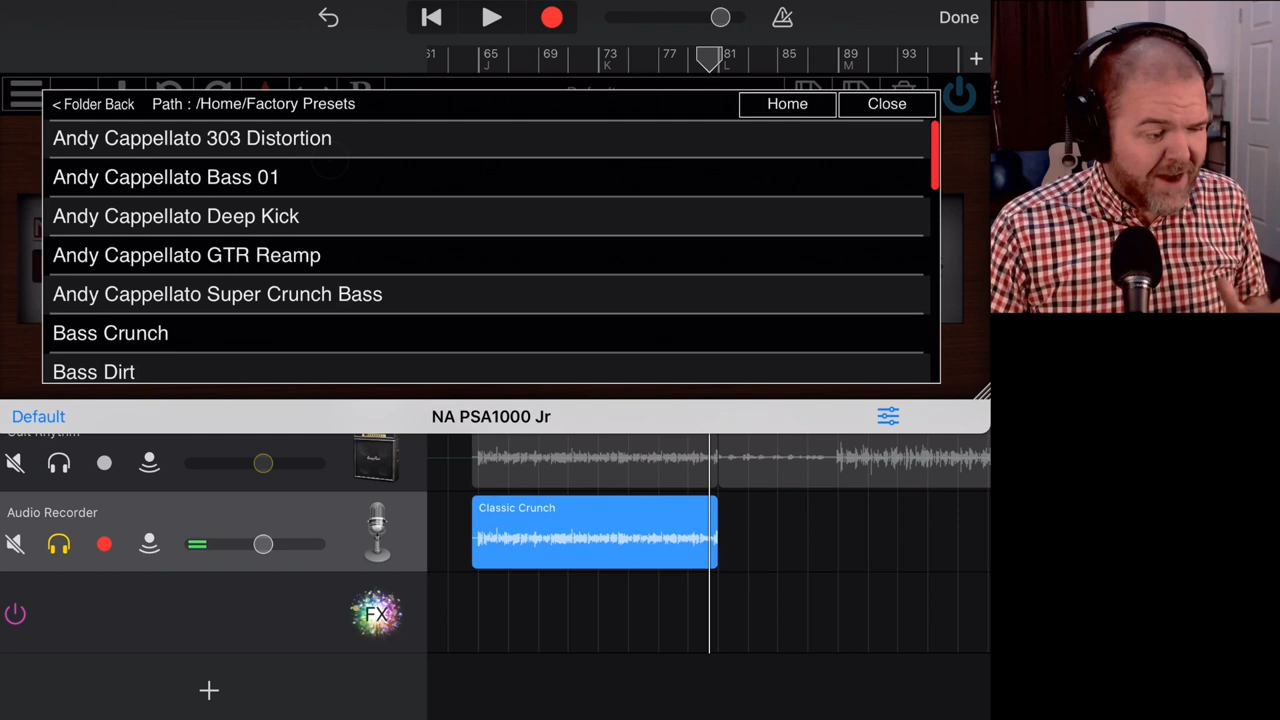 Done
61 65 69 73 77 81 85 89 93
J K L M
< Folder Back Path : /Home/Factory Presets Home Close
Andy Cappellato 303 Distortion
Andy Cappellato Bass 01
Andy Cappellato Deep Kick
Andy Cappellato GTR Reamp
Andy Cappellato Super Crunch Bass
Bass Crunch
Bass Dirt
Default NA PSA1000 Jr
Audio Recorder
Classic Crunch
FX